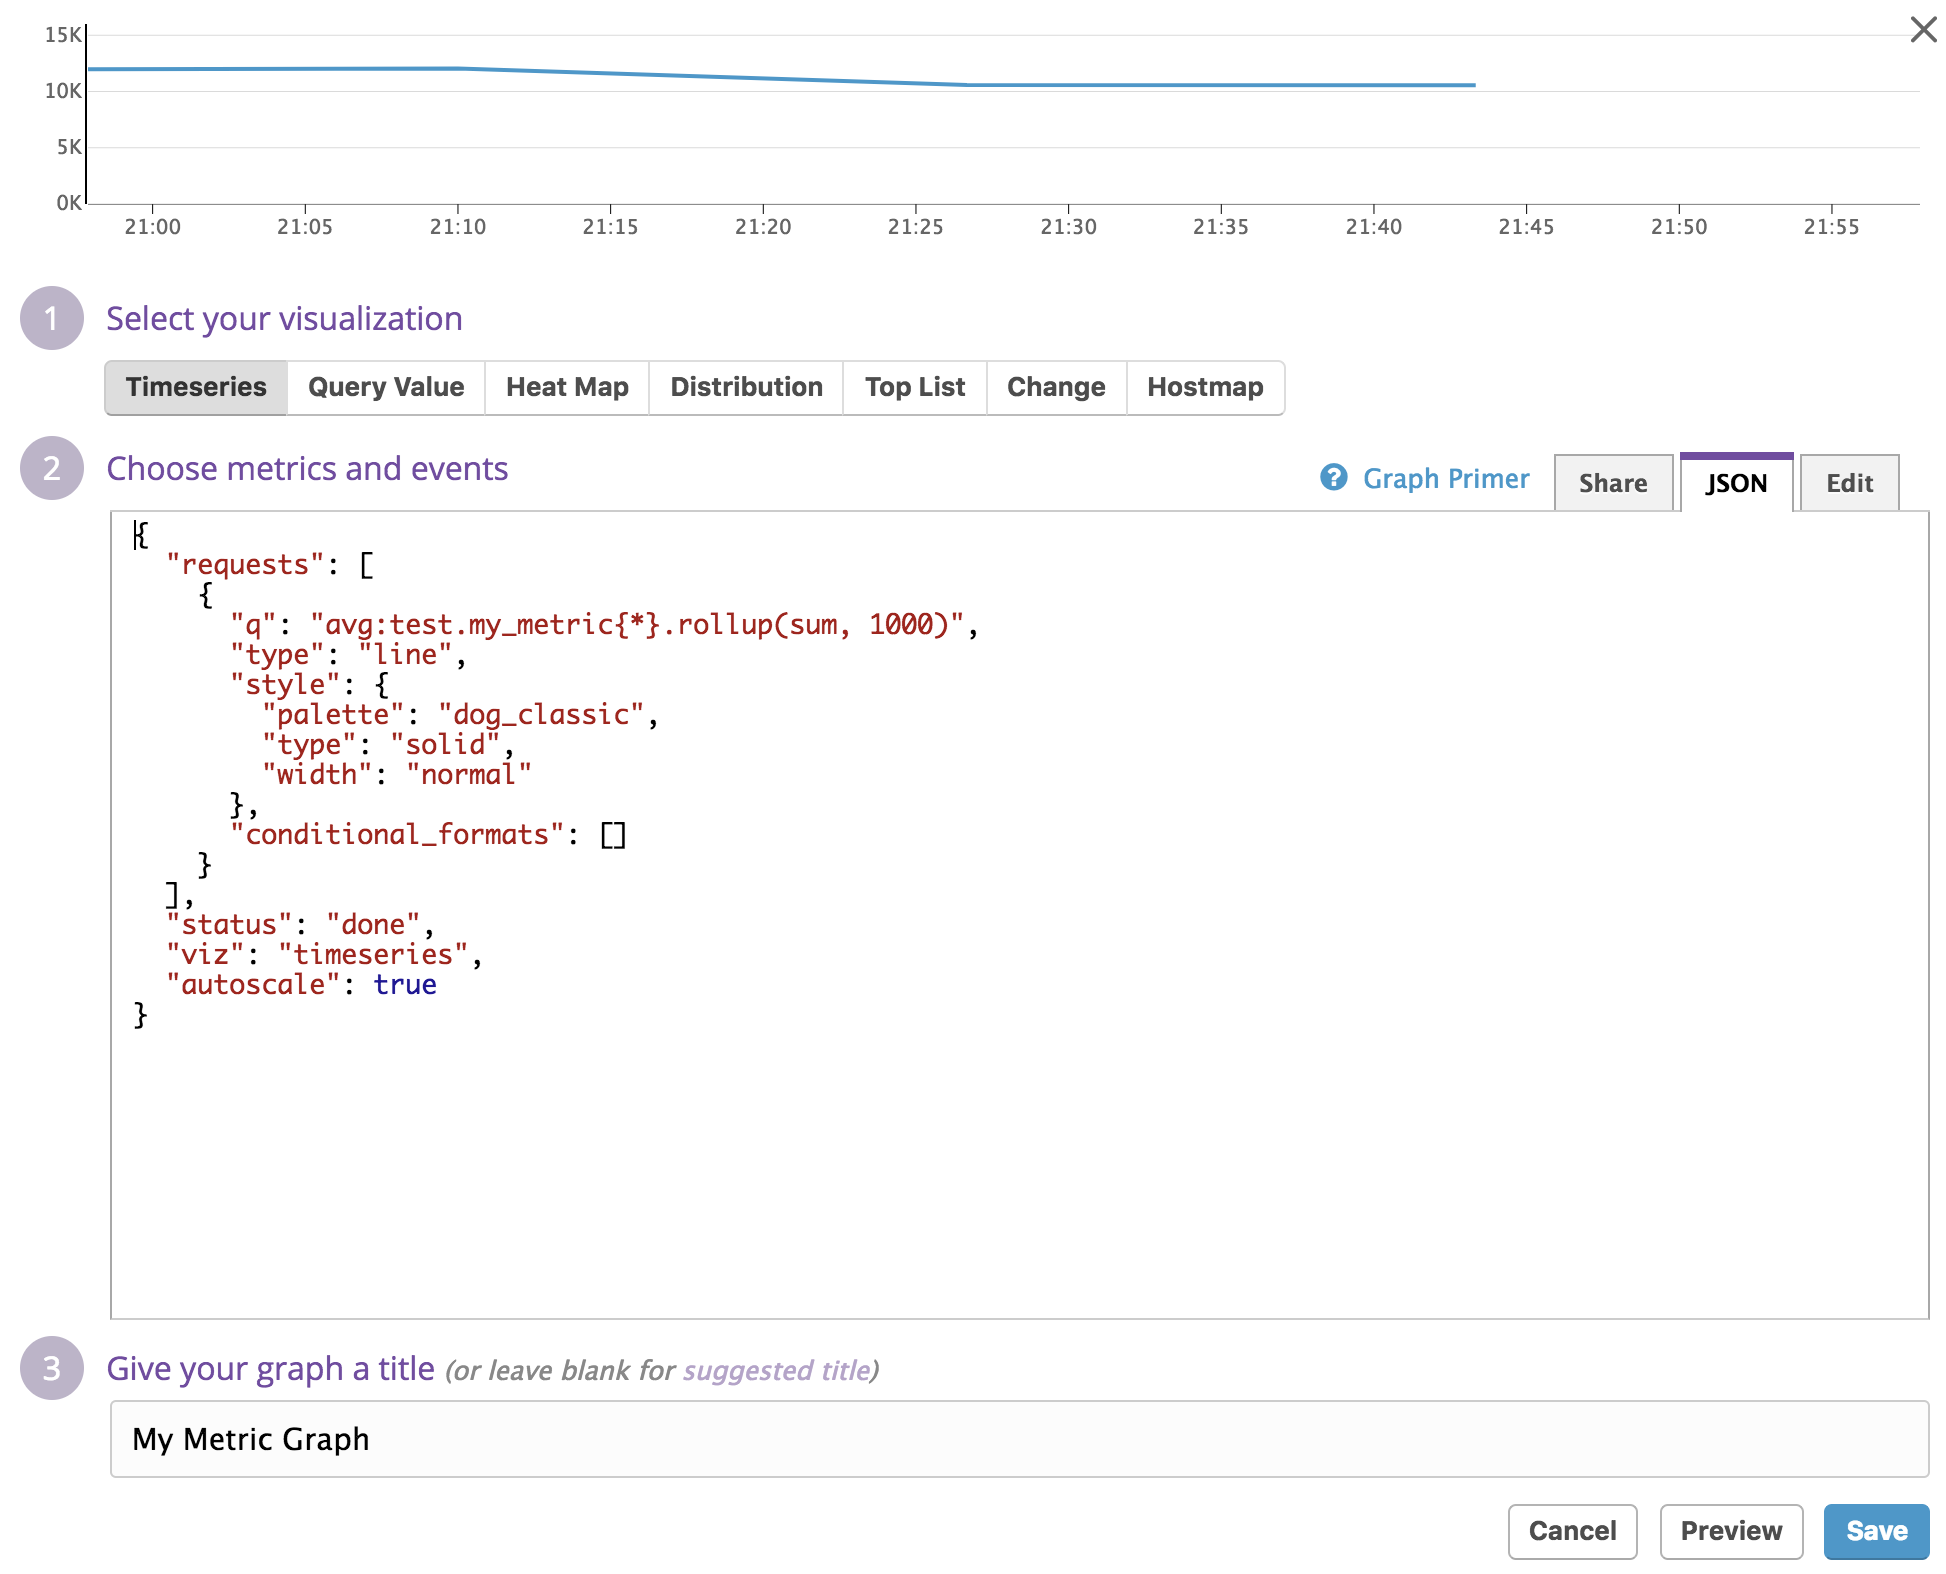 15K
10K
5K
0K
21:00 21:05 21:10 21:15 21:20 21:25 21:30 21:35 21:40 21:45 21:50 21:55
1 Select your visualization
Timeseries Query Value Heat Map Distribution Top List Change Hostmap
2 Choose metrics and events
? Graph Primer Share JSON Edit
{
"requests": [
{
"q": "avg:test.my_metric{*}.rollup(sum, 1000)",
"type": "line",
"style": {
"palette": "dog_classic",
"type": "solid",
"width": "normal"
},
"conditional_formats": []
}
],
"status": "done",
"viz": "timeseries",
"autoscale": true
}
3 Give your graph a title (or leave blank for suggested title)
My Metric Graph
Cancel Preview Save